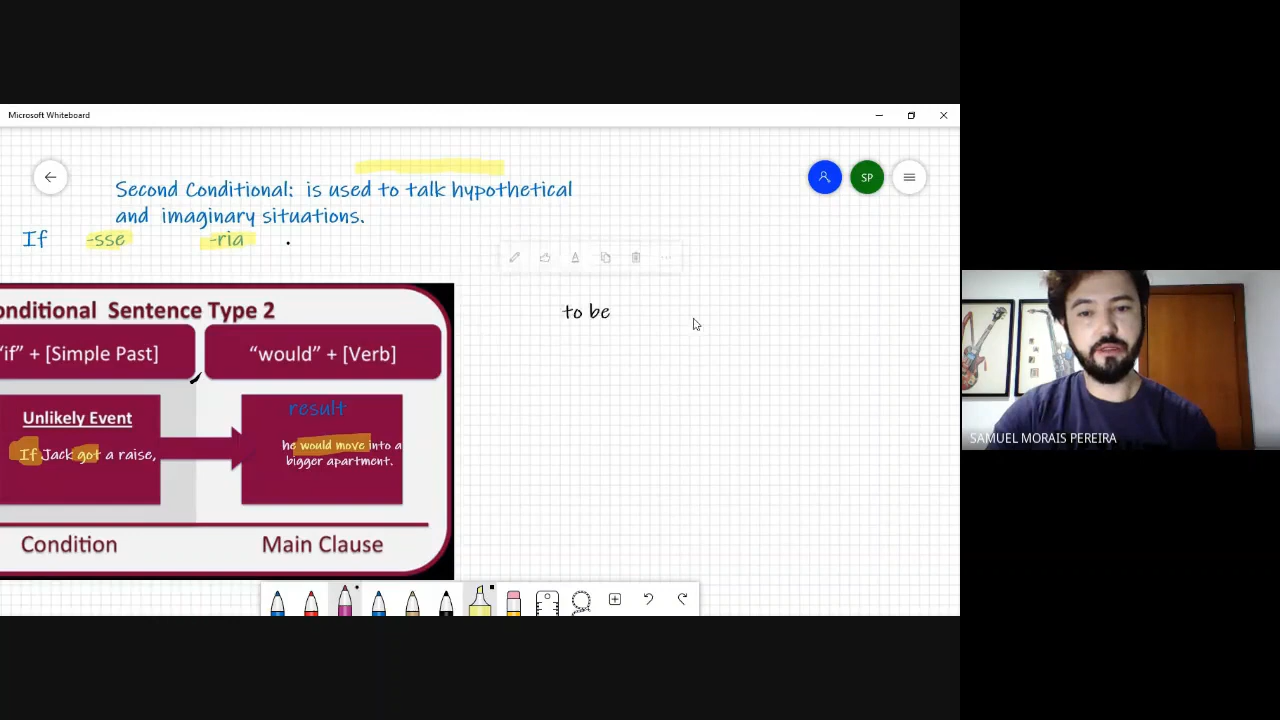 Microsoft Whiteboard
Second Conditional: is used to talk hypothetical
and imaginary situations.
If -sse -ria .
SP
onditional Sentence Type 2
"if" + [Simple Past]
"would" + [Verb]
to be
Unlikely Event
If Jack got a raise,
result
he would move into a
bigger apartment.
Condition
Main Clause
SAMUEL MORAIS PEREIRA